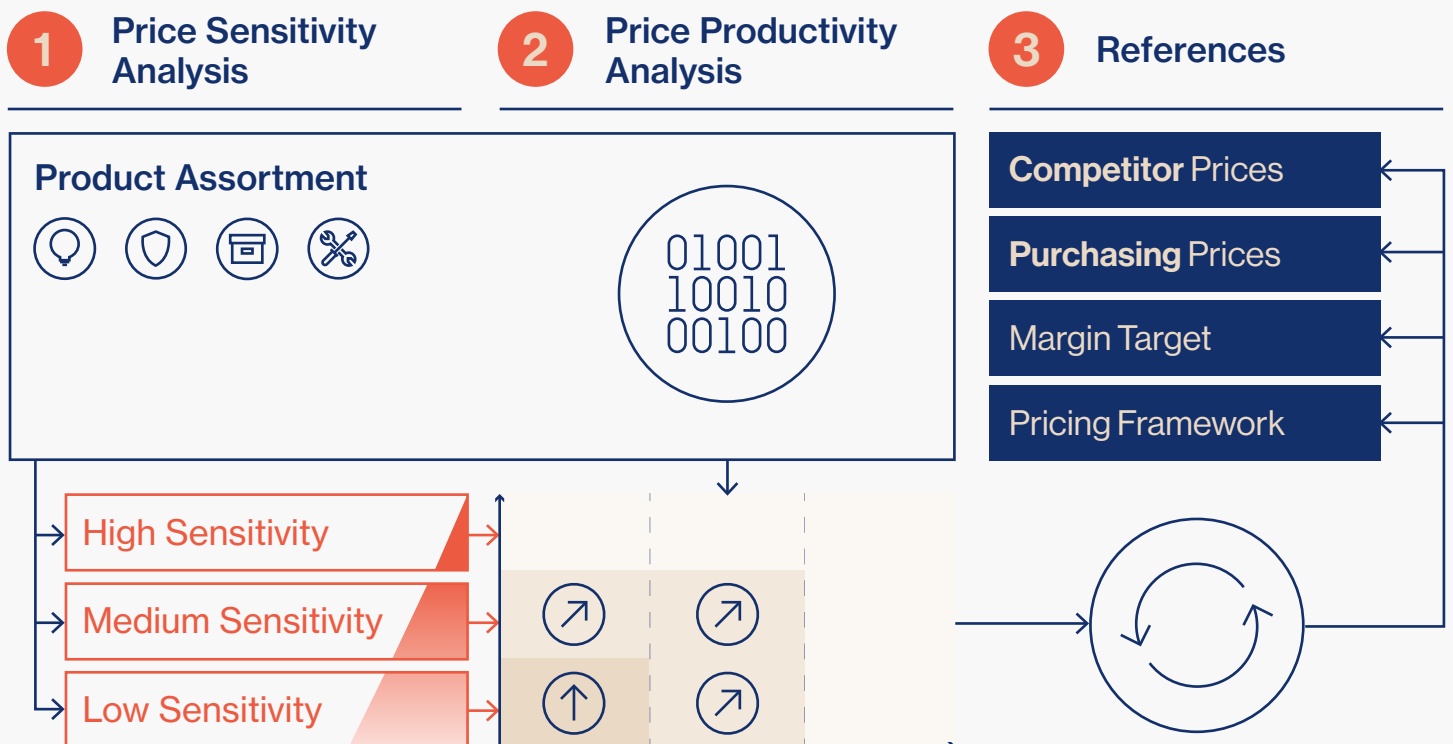 1
Price Sensitivity
Analysis
2
Price Productivity
Analysis
3
References
Product Assortment
01001
10010
00100
Competitor Prices
Purchasing Prices
Margin Target
Pricing Framework
High Sensitivity
Medium Sensitivity
Low Sensitivity